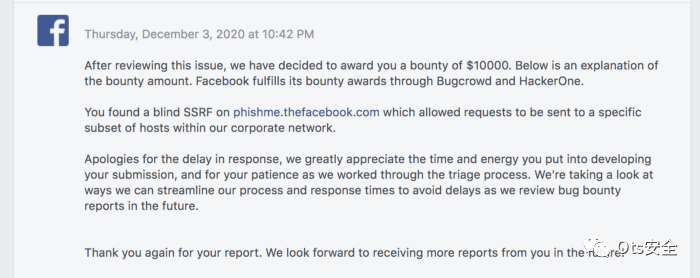 Thursday, December 3, 2020 at 10:42 PM
After reviewing this issue, we have decided to award you a bounty of $10000. Below is an explanation of
the bounty amount. Facebook fulfills its bounty awards through Bugcrowd and HackerOne.
You found a blind SSRF on phishme.thefacebook.com which allowed requests to be sent to a specific
subset of hosts within our corporate network.
Apologies for the delay in response, we greatly appreciate the time and energy you put into developing
your submission, and for your patience as we worked through the triage process. We're taking a look at
ways we can streamline our process and response times to avoid delays as we review bug bounty
reports in the future.
Thank you again for your report. We look forward to receiving more reports from you in the future!
Ots安全